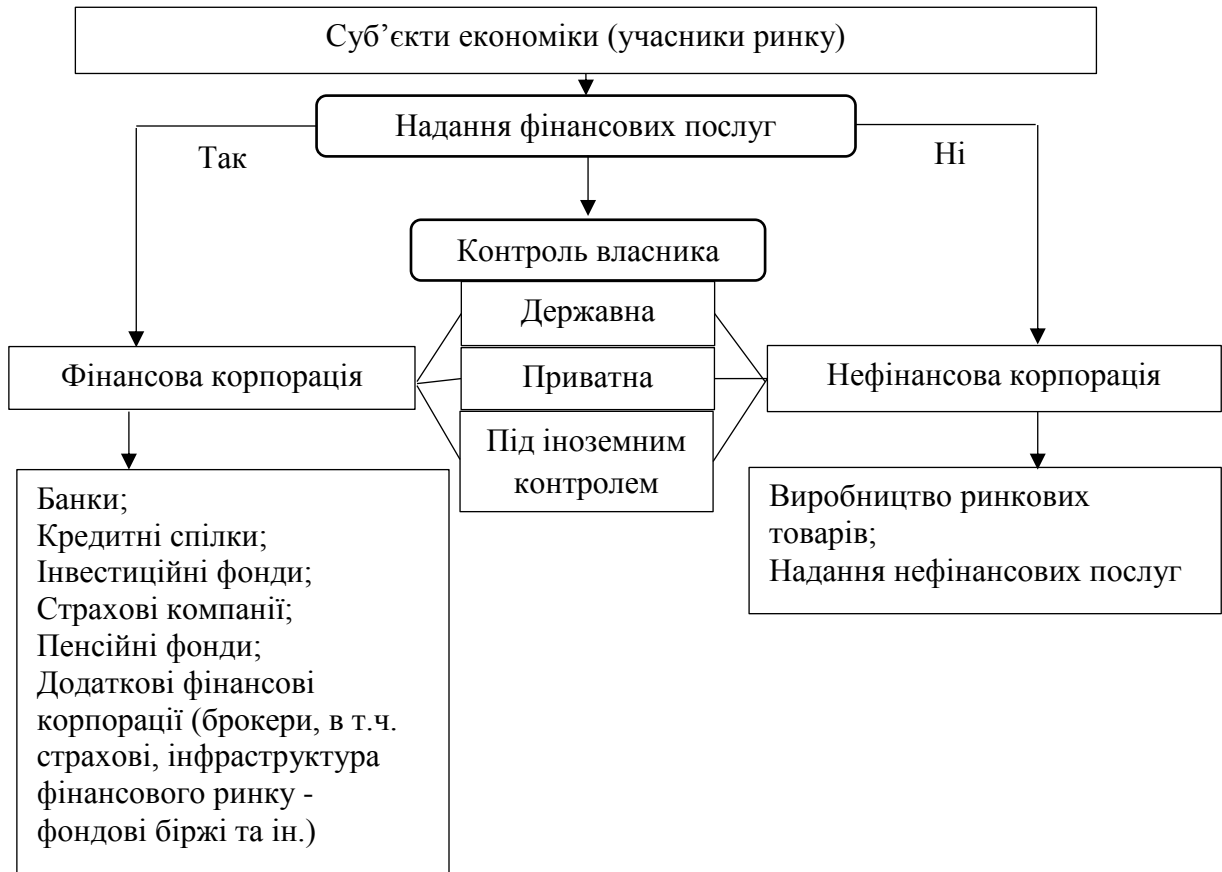 Суб’єкти економіки (учасники ринку)
Надання фінансових послуг
Так
Ні
Контроль власника
Державна
Приватна
Під іноземним
контролем
Фінансова корпорація
Нефінансова корпорація
Банки;
Кредитні спілки;
Інвестиційні фонди;
Страхові компанії;
Пенсійні фонди;
Додаткові фінансові
корпорації (брокери, в т.ч.
страхові, інфраструктура
фінансового ринку -
фондові біржі та ін.)
Виробництво ринкових
товарів;
Надання нефінансових послуг